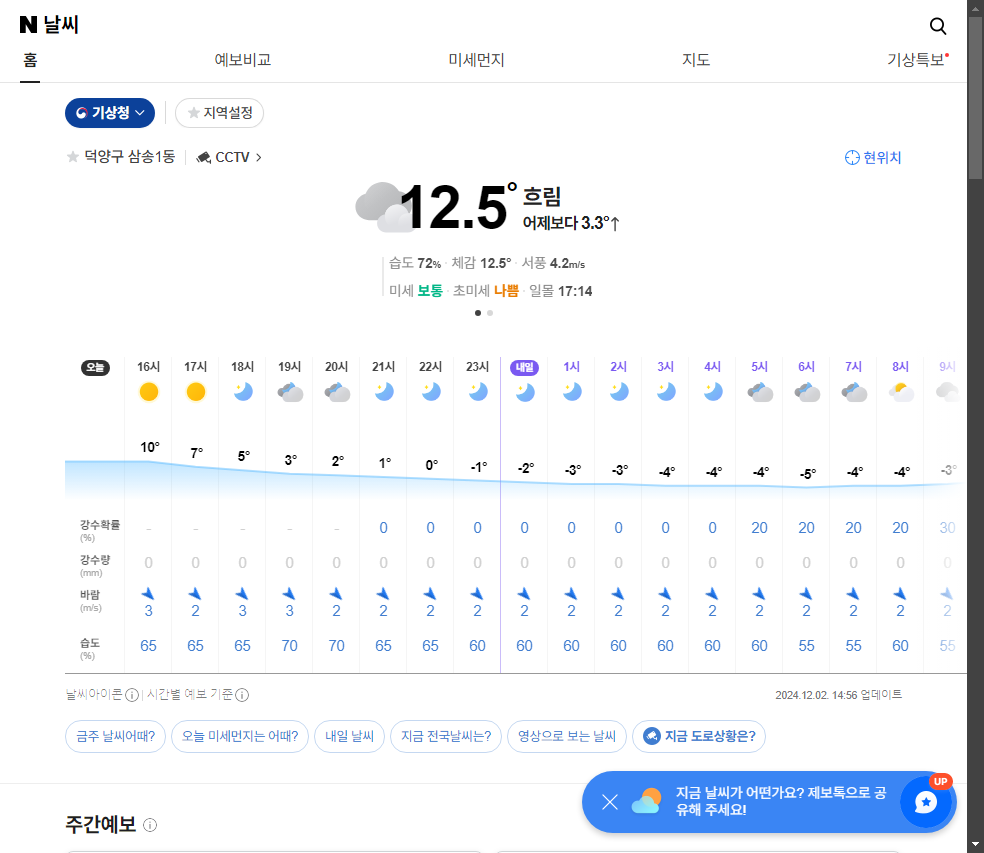 N 날씨
홈 예보비교 미세먼지 지도 기상특보
기상청 지역설정
덕양구 삼송1동 CCTV
현위치
12.5° 흐림
어제보다 3.3°↑
습도 72% · 체감 12.5° · 서풍 4.2m/s
미세 보통 · 초미세 나쁨 · 일몰 17:14
오늘 16시 17시 18시 19시 20시 21시 22시 23시 내일 1시 2시 3시 4시 5시 6시 7시 8시 9시
10° 7° 5° 3° 2° 1° 0° -1° -2° -3° -3° -4° -4° -4° -5° -4° -4° -3°
강수확률 - - - - - 0 0 0 0 0 0 0 0 20 20 20 20 30
(%)
강수량 0 0 0 0 0 0 0 0 0 0 0 0 0 0 0 0 0 0
(mm)
바람
(m/s) 3 2 3 3 2 2 2 2 2 2 2 2 2 2 2 2 2 2
습도 65 65 65 70 70 65 65 60 60 60 60 60 60 60 55 55 60 55
(%)
날씨아이콘 | 시간별 예보 기준
2024.12.02. 14:56 업데이트
금주 날씨어때? 오늘 미세먼지는 어때? 내일 날씨 지금 전국날씨는? 영상으로 보는 날씨 지금 도로상황은?
지금 날씨가 어떤가요? 제보톡으로 공
유해 주세요!
UP
주간예보